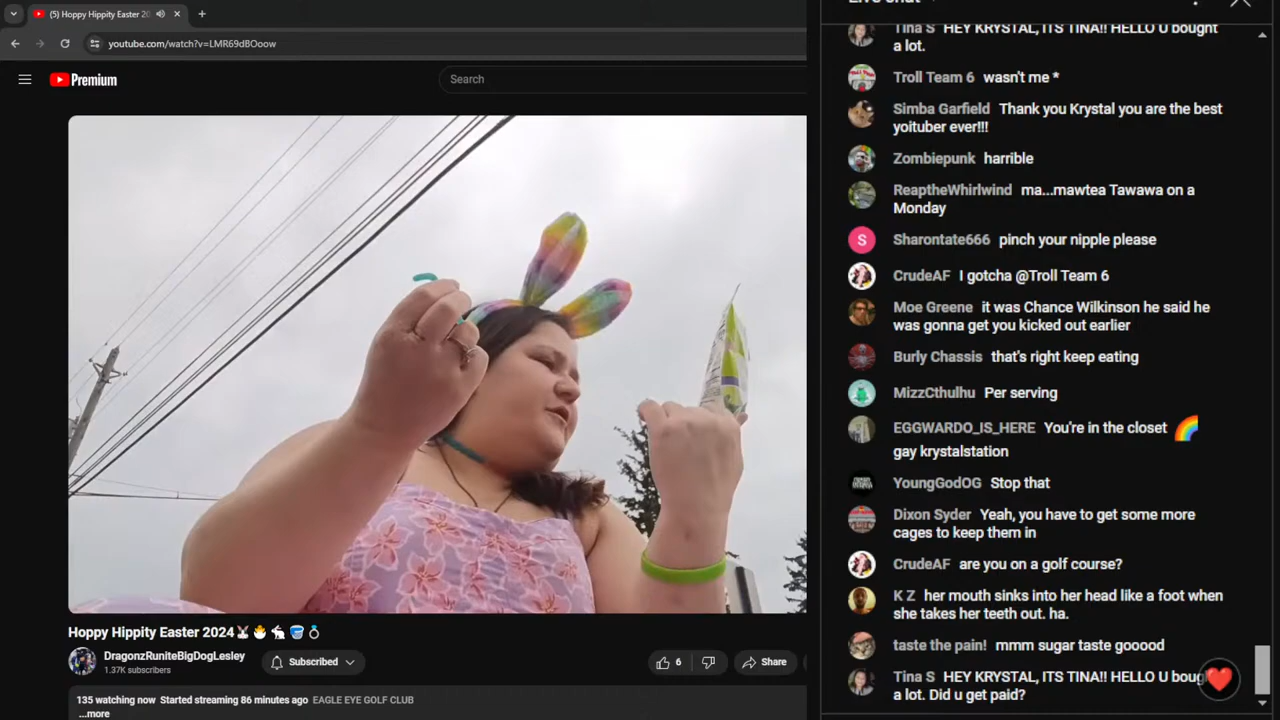 (5) Hoppy Hippity Easter 20
youtube.com/watch?v=LMR69dBOoow
Premium
Search
Hoppy Hippity Easter 2024🐰🐣 🐇 🪣 💍
DragonzRuniteBigDogLesley
1.37K subscribers
Subscribed
6
Share
135 watching now Started streaming 86 minutes ago EAGLE EYE GOLF CLUB
...more
Live chat
Tina S HEY KRYSTAL, ITS TINA!! HELLO U bought
a lot.
Troll Team 6 wasn't me *
Simba Garfield Thank you Krystal you are the best
yoituber ever!!!
Zombiepunk harrible
ReaptheWhirlwind ma...mawtea Tawawa on a
Monday
S
Sharontate666 pinch your nipple please
CrudeAF I gotcha @Troll Team 6
Moe Greene it was Chance Wilkinson he said he
was gonna get you kicked out earlier
Burly Chassis that's right keep eating
MizzCthulhu Per serving
EGGWARDO_IS_HERE You're in the closet 🌈
gay krystalstation
YoungGodOG Stop that
Dixon Syder Yeah, you have to get some more
cages to keep them in
CrudeAF are you on a golf course?
K Z her mouth sinks into her head like a foot when
she takes her teeth out. ha.
taste the pain! mmm sugar taste gooood
Tina S HEY KRYSTAL, ITS TINA!! HELLO U boug
a lot. Did u get paid?